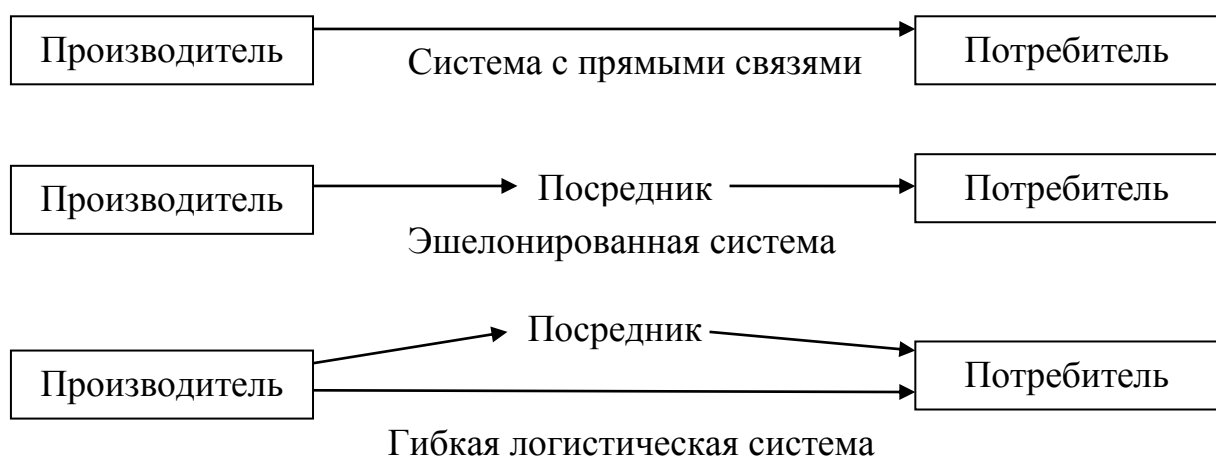 Производитель
Потребитель
Система с прямыми связями
Производитель
Посредник
Потребитель
Эшелонированная система
Посредник
Производитель
Потребитель
Гибкая логистическая система